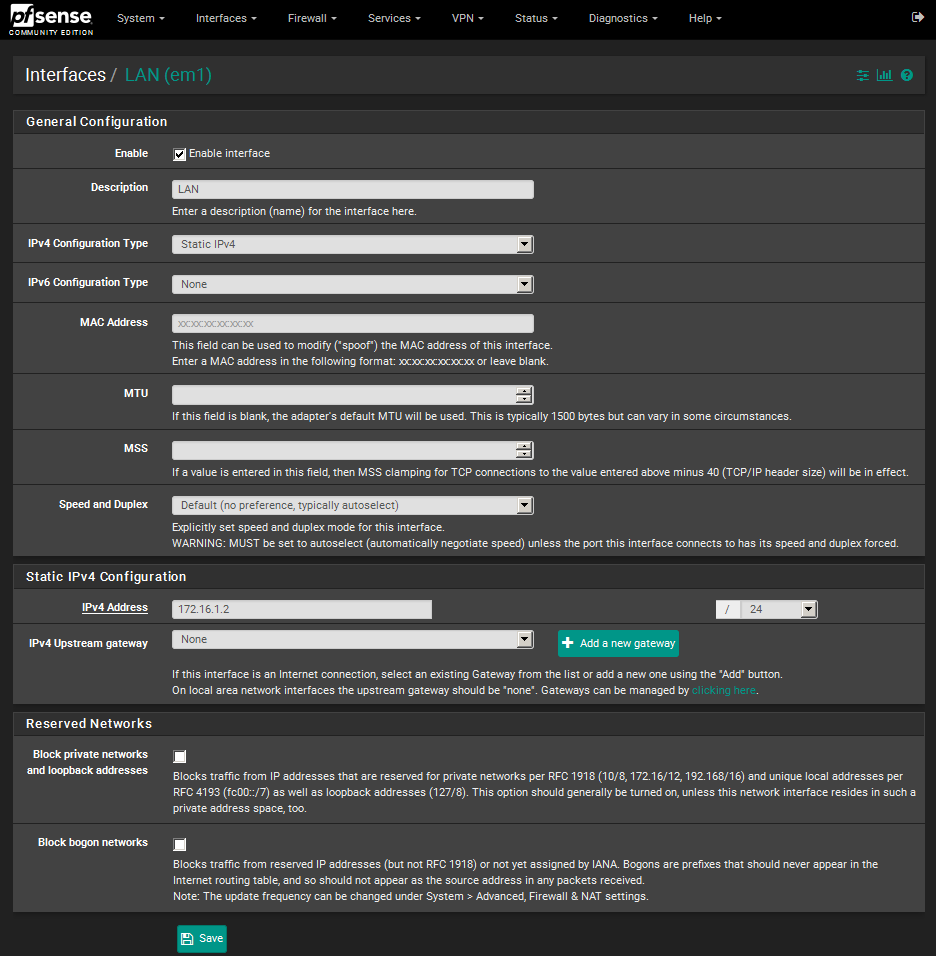 pfsense
COMMUNITY EDITION
System Interfaces Firewall Services VPN Status Diagnostics Help
Interfaces / LAN (em1)
General Configuration
Enable Enable interface
Description LAN
Enter a description (name) for the interface here.
IPv4 Configuration Type Static IPv4
IPv6 Configuration Type None
MAC Address xx:xx:xx:xx:xx:xx
This field can be used to modify ("spoof") the MAC address of this interface.
Enter a MAC address in the following format: xx:xx:xx:xx:xx:xx or leave blank.
MTU
If this field is blank, the adapter's default MTU will be used. This is typically 1500 bytes but can vary in some circumstances.
MSS
If a value is entered in this field, then MSS clamping for TCP connections to the value entered above minus 40 (TCP/IP header size) will be in effect.
Speed and Duplex Default (no preference, typically autoselect)
Explicitly set speed and duplex mode for this interface.
WARNING: MUST be set to autoselect (automatically negotiate speed) unless the port this interface connects to has its speed and duplex forced.
Static IPv4 Configuration
IPv4 Address 172.16.1.2 / 24
IPv4 Upstream gateway None + Add a new gateway
If this interface is an Internet connection, select an existing Gateway from the list or add a new one using the "Add" button.
On local area network interfaces the upstream gateway should be "none". Gateways can be managed by clicking here.
Reserved Networks
Block private networks
and loopback addresses
Blocks traffic from IP addresses that are reserved for private networks per RFC 1918 (10/8, 172.16/12, 192.168/16) and unique local addresses per
RFC 4193 (fc00::/7) as well as loopback addresses (127/8). This option should generally be turned on, unless this network interface resides in such a
private address space, too.
Block bogon networks
Blocks traffic from reserved IP addresses (but not RFC 1918) or not yet assigned by IANA. Bogons are prefixes that should never appear in the
Internet routing table, and so should not appear as the source address in any packets received.
Note: The update frequency can be changed under System > Advanced, Firewall & NAT settings.
Save